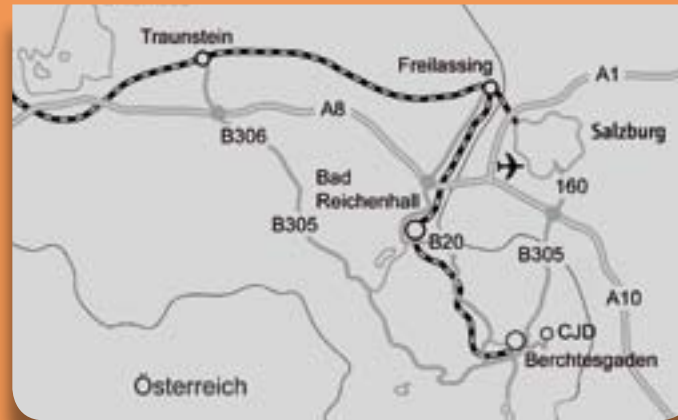 Traunstein
Freilassing
A1
A8
B306
Salzburg
Bad
Reichenhall
160
B305
B20
B305
A10
CJD
Berchtesgaden
Österreich